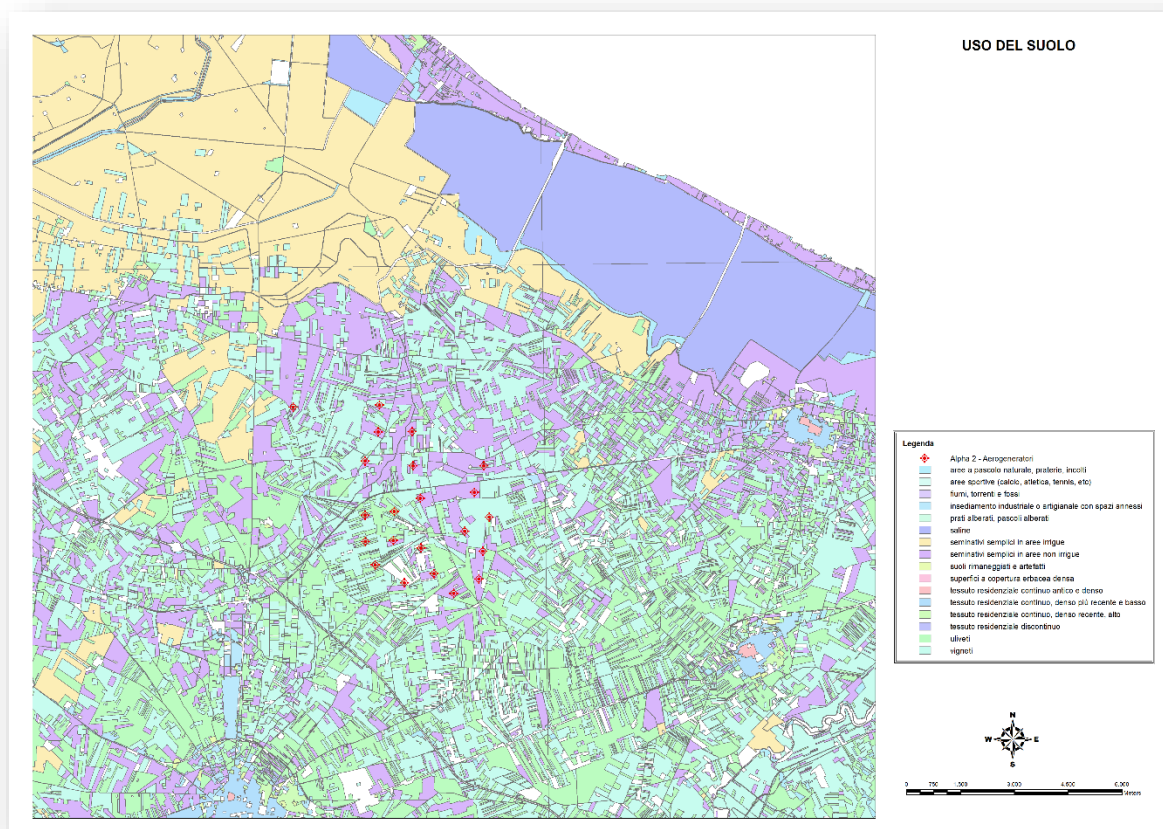 USO DEL SUOLO
Legenda
Alpha 2 - Aerogeneratori
aree a pascolo naturale, praterie, incolti
aree sportive (calcio, atletica, tennis, etc)
fiumi, torrenti e fossi
insediamento industriale o artigianale con spazi annessi
prati alberati, pascoli alberati
saline
seminativi semplici in aree irrigue
seminativi semplici in aree non irrigue
suoli rimaneggiati e artefatti
superfici a copertura erbacea densa
tessuto residenziale continuo antico e denso
tessuto residenziale continuo, denso più recente e basso
tessuto residenziale continuo, denso recente, alto
tessuto residenziale discontinuo
uliveti
vigneti
N
W E
S
0 750 1.500 3.000 4.500 6.000
Meters